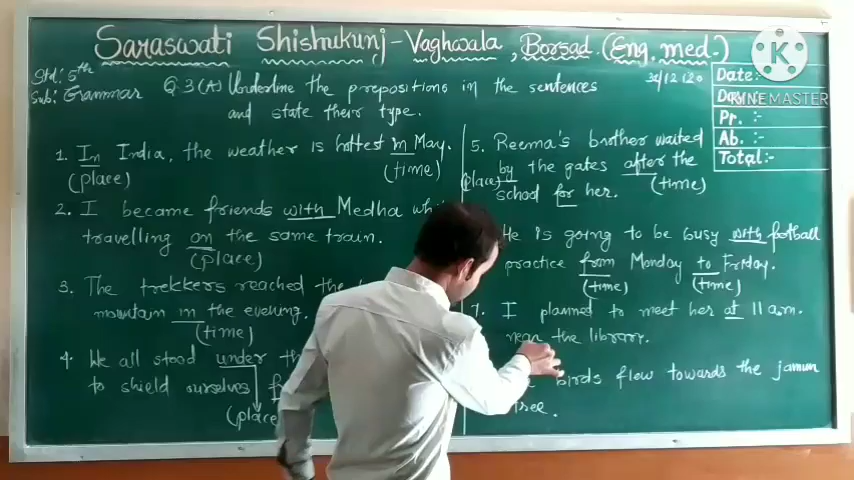 Saraswati Shishukunj - Vaghwala, Borsad. (Eng. med.)
Std: 5th
Sub: Grammar
Q.3 (A) Underline the prepositions in the sentences
and state their type.
Date:-
Pr. :-
Ab. :-
Total:-
KINEMASTER
1. In India, the weather is hottest in May.
(place) (time)
2. I became friends with Medha
travelling on the same train.
(place)
3. The trekkers reached the
mountain in the evening.
(time)
4. We all stood under
to shield ourselves
(place
5. Reema's brother waited
by the gates after the
(place) (time)
school for her.
He is going to be busy with football
practice from Monday to Friday.
(time) (time)
7. I planned to meet her at 11 a.m.
near the library.
birds flew towards the jamun
tree.